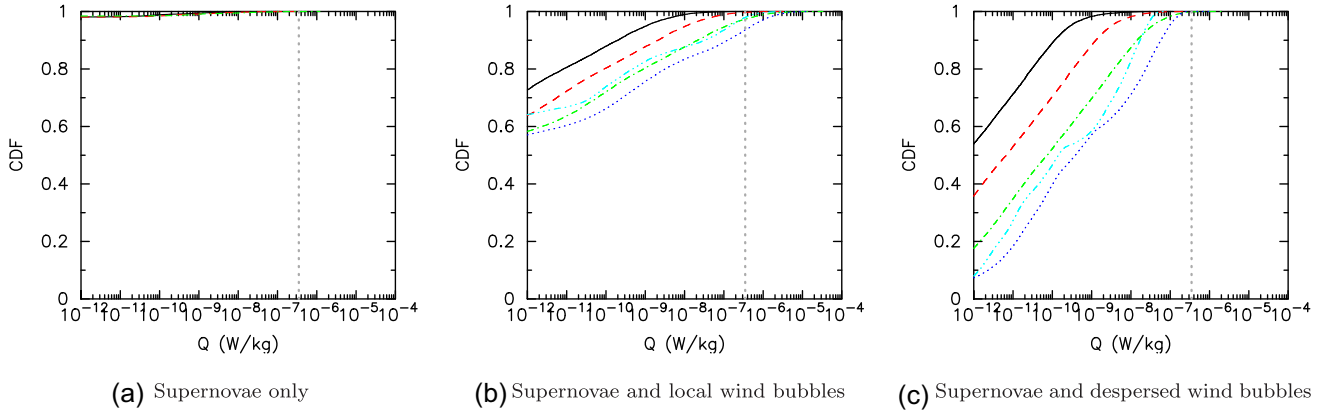 1
0.8
0.6
0.4
0.2
0
CDF
10⁻¹² 10⁻¹¹ 10⁻¹⁰ 10⁻⁹ 10⁻⁸ 10⁻⁷ 10⁻⁶ 10⁻⁵ 10⁻⁴
Q (W/kg)
(a) Supernovae only
1
0.8
0.6
0.4
0.2
0
CDF
10⁻¹² 10⁻¹¹ 10⁻¹⁰ 10⁻⁹ 10⁻⁸ 10⁻⁷ 10⁻⁶ 10⁻⁵ 10⁻⁴
Q (W/kg)
(b) Supernovae and local wind bubbles
1
0.8
0.6
0.4
0.2
0
CDF
10⁻¹² 10⁻¹¹ 10⁻¹⁰ 10⁻⁹ 10⁻⁸ 10⁻⁷ 10⁻⁶ 10⁻⁵ 10⁻⁴
Q (W/kg)
(c) Supernovae and despersed wind bubbles